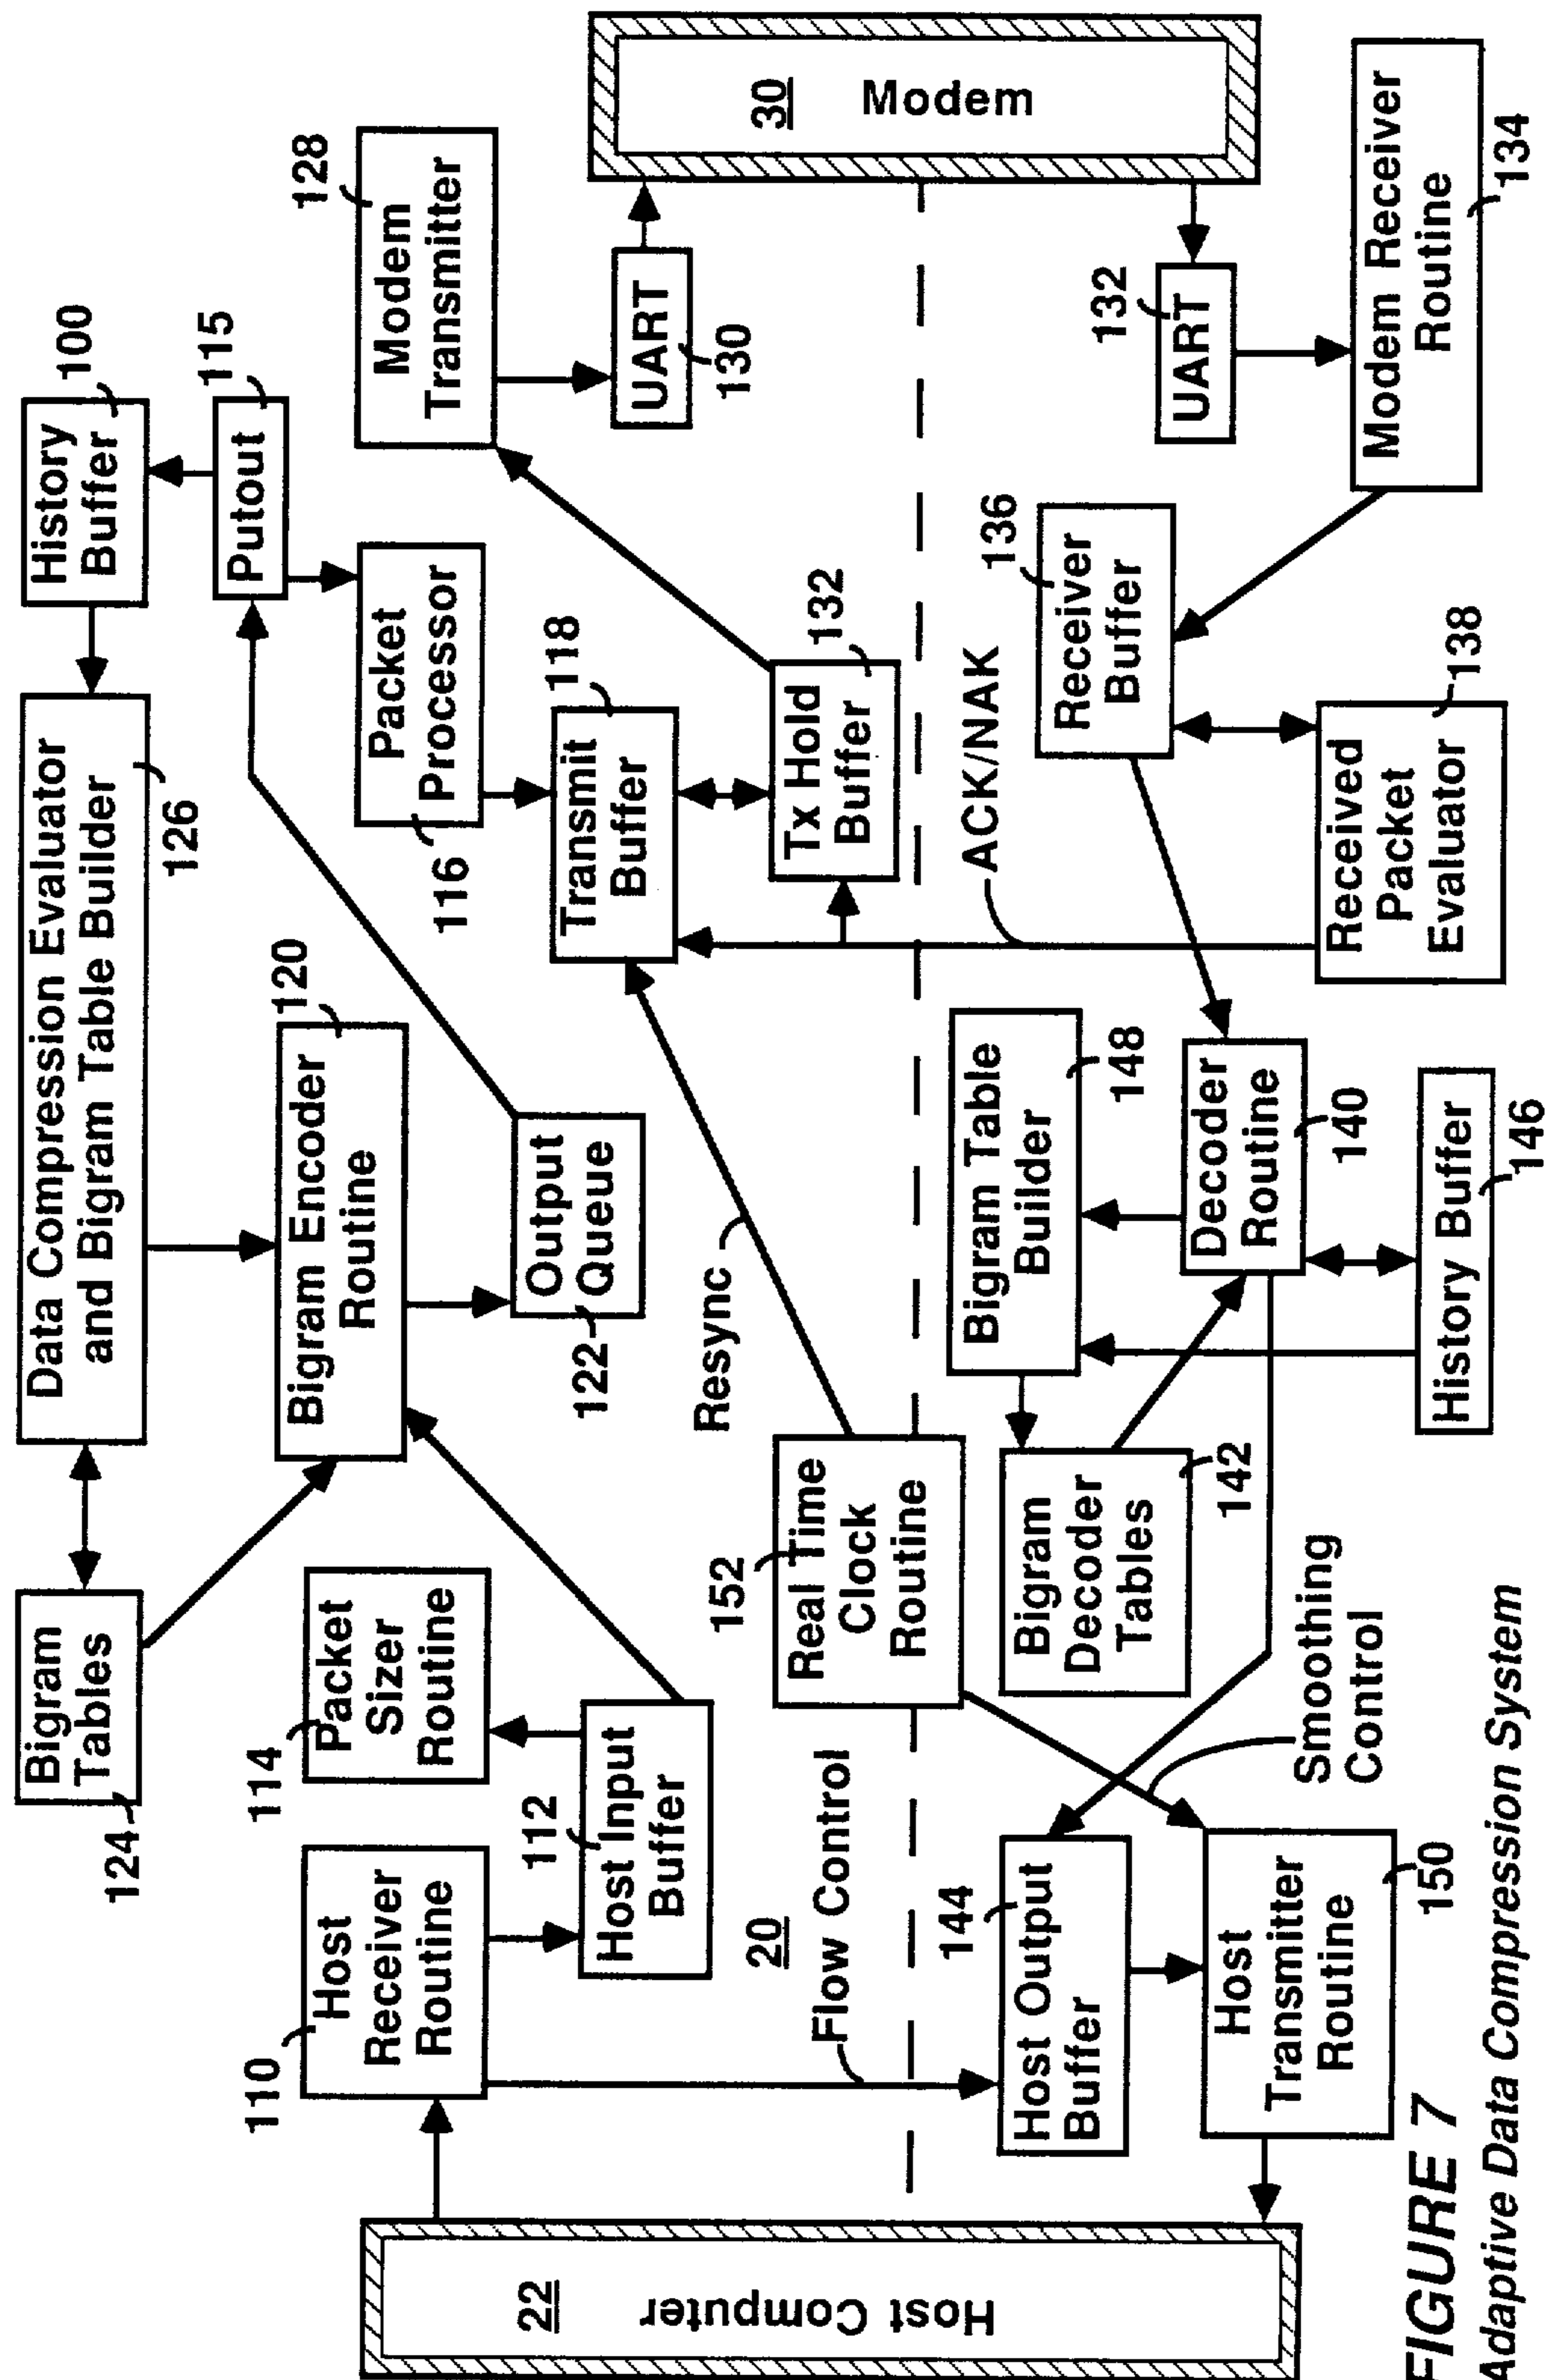 Bigram
Tables
124
Data Compression Evaluator
and Bigram Table Builder
126
History
Buffer
100
Putout
115
110
Host
Receiver
Routine
114
Packet
Sizer
Routine
Bigram Encoder
Routine
120
Packet
Processor
116
Modem
Transmitter
128
112
Host Input
Buffer
Output
Queue
122
Transmit
Buffer
118
UART
130
22
Host Computer
20
Flow Control
Resync
152
Real Time
Clock
Routine
Tx Hold
Buffer
132
30
Modem
ACK/NAK
144
Host Output
Buffer
Bigram
Decoder
Tables
142
Bigram Table
Builder
148
Receiver
Buffer
136
UART
132
Host
Transmitter
Routine
150
Smoothing
Control
Decoder
Routine
140
History Buffer
146
Received
Packet
Evaluator
138
Modem Receiver
Routine
134
FIGURE 7
Adaptive Data Compression System